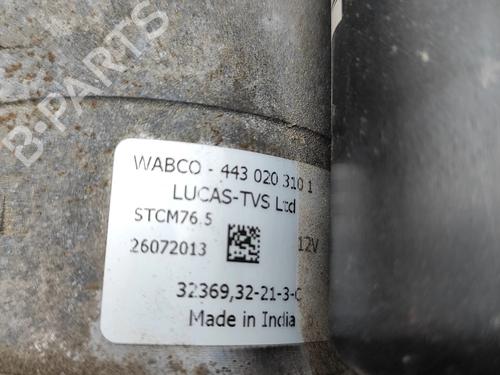 B-PARTS
WABCO - 443 020 310 1
LUCAS-TVS Ltd
STCM76.5
26072013
12V
32369,32-21-3-C
Made in India